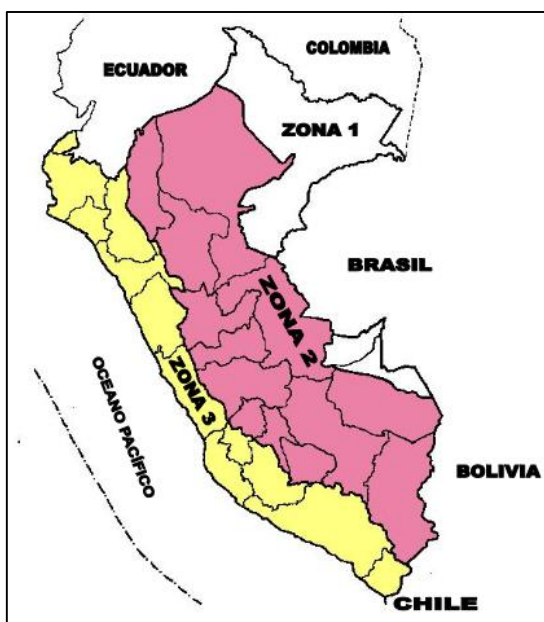 COLOMBIA
ECUADOR
ZONA 1
BRASIL
ZONA 2
ZONA 3
OCEANO PACÍFICO
BOLIVIA
CHILE